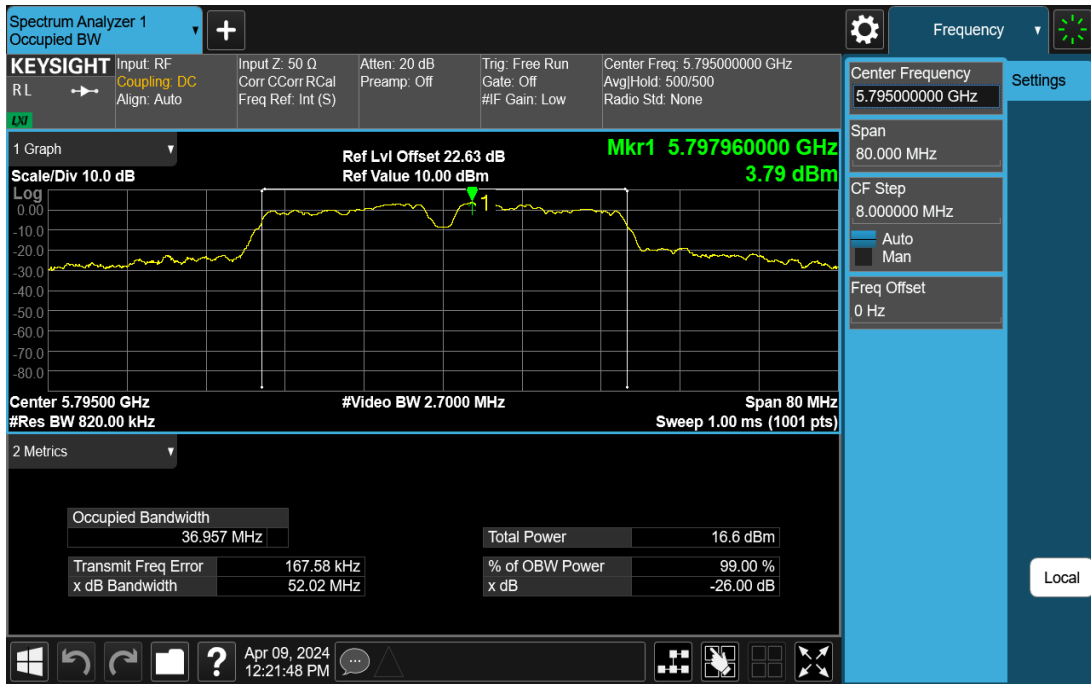 Spectrum Analyzer 1
Occupied BW
+
Frequency
KEYSIGHT
RL
LXI
Input: RF
Coupling: DC
Align: Auto
Input Z: 50 Ω
Corr CCorr RCal
Freq Ref: Int (S)
Atten: 20 dB
Preamp: Off
Trig: Free Run
Gate: Off
#IF Gain: Low
Center Freq: 5.795000000 GHz
Avg|Hold: 500/500
Radio Std: None
Center Frequency
5.795000000 GHz
Settings
Span
80.000 MHz
CF Step
8.000000 MHz
Auto
Man
Freq Offset
0 Hz
Local
1 Graph
Scale/Div 10.0 dB
Ref Lvl Offset 22.63 dB
Ref Value 10.00 dBm
Mkr1 5.797960000 GHz
3.79 dBm
Log
0.00
-10.0
-20.0
-30.0
-40.0
-50.0
-60.0
-70.0
-80.0
1
Center 5.79500 GHz
#Video BW 2.7000 MHz
Span 80 MHz
#Res BW 820.00 kHz
Sweep 1.00 ms (1001 pts)
2 Metrics
Occupied Bandwidth
36.957 MHz
Total Power 16.6 dBm
Transmit Freq Error 167.58 kHz
% of OBW Power 99.00 %
x dB Bandwidth 52.02 MHz
x dB -26.00 dB
?
Apr 09, 2024
12:21:48 PM